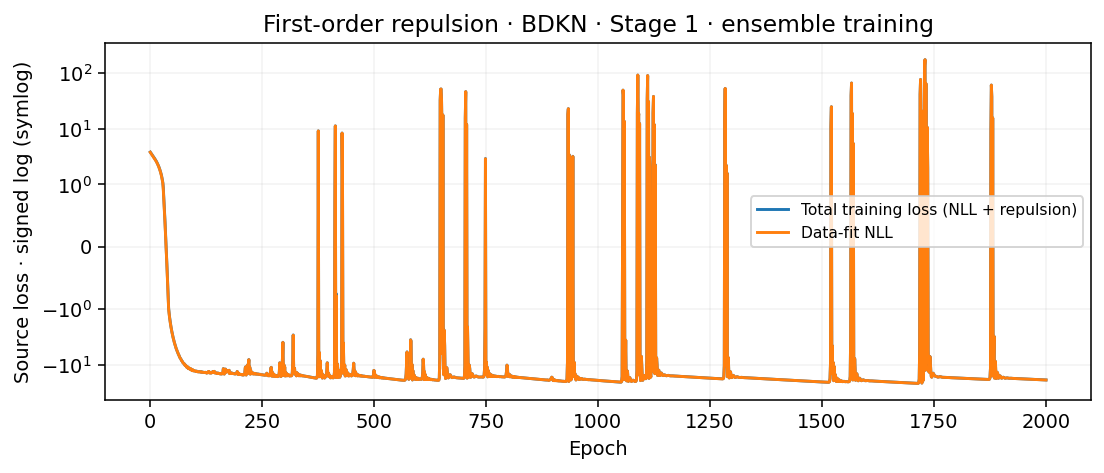 First-order repulsion · BDKN · Stage 1 · ensemble training
Source loss · signed log (symlog)
10²
10¹
10⁰
0
−10⁰
−10¹
Total training loss (NLL + repulsion)
Data-fit NLL
0 250 500 750 1000 1250 1500 1750 2000
Epoch